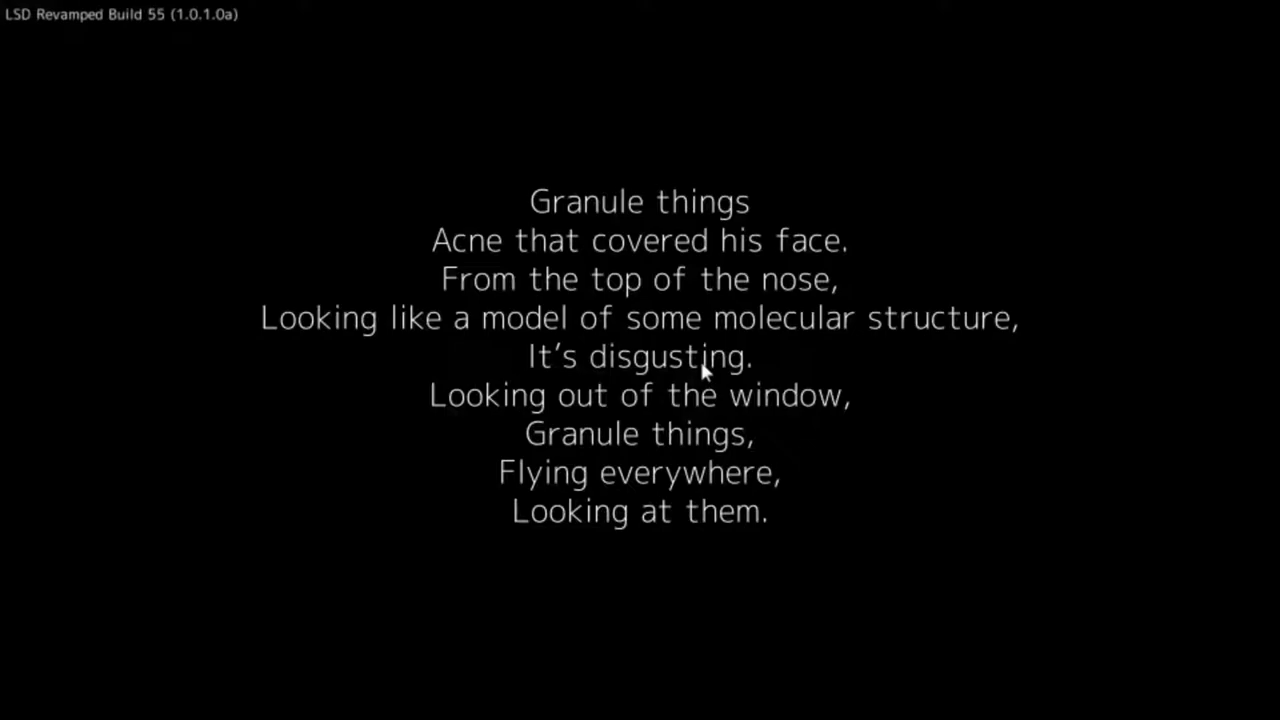 LSD Revamped Build 55 (1.0.1.0a)
Granule things
Acne that covered his face.
From the top of the nose,
Looking like a model of some molecular structure,
It's disgusting.
Looking out of the window,
Granule things,
Flying everywhere,
Looking at them.